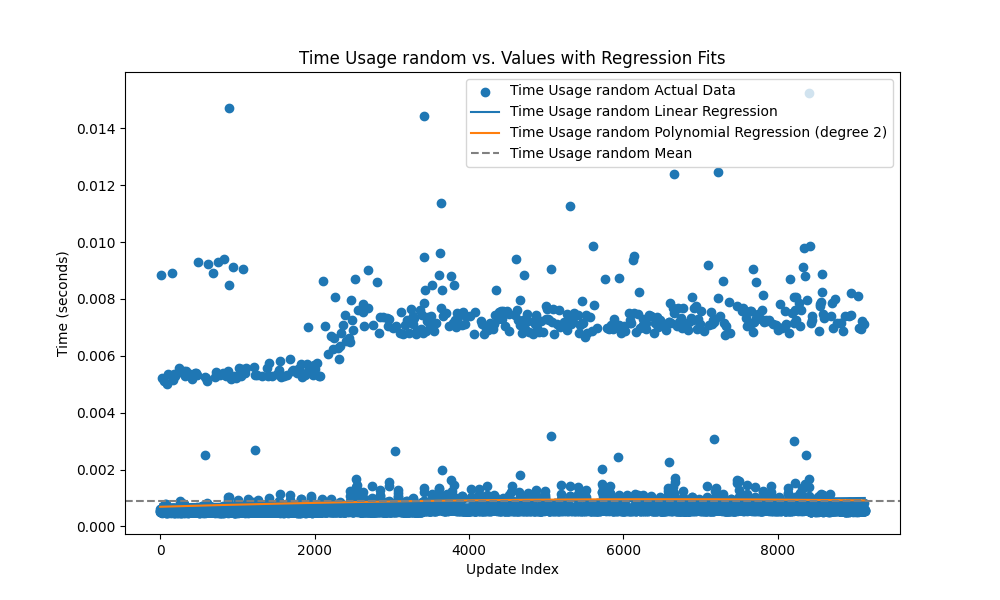 Time Usage random vs. Values with Regression Fits
Time Usage random Actual Data
Time Usage random Linear Regression
Time Usage random Polynomial Regression (degree 2)
Time Usage random Mean
Time (seconds)
0.014
0.012
0.010
0.008
0.006
0.004
0.002
0.000
0 2000 4000 6000 8000
Update Index